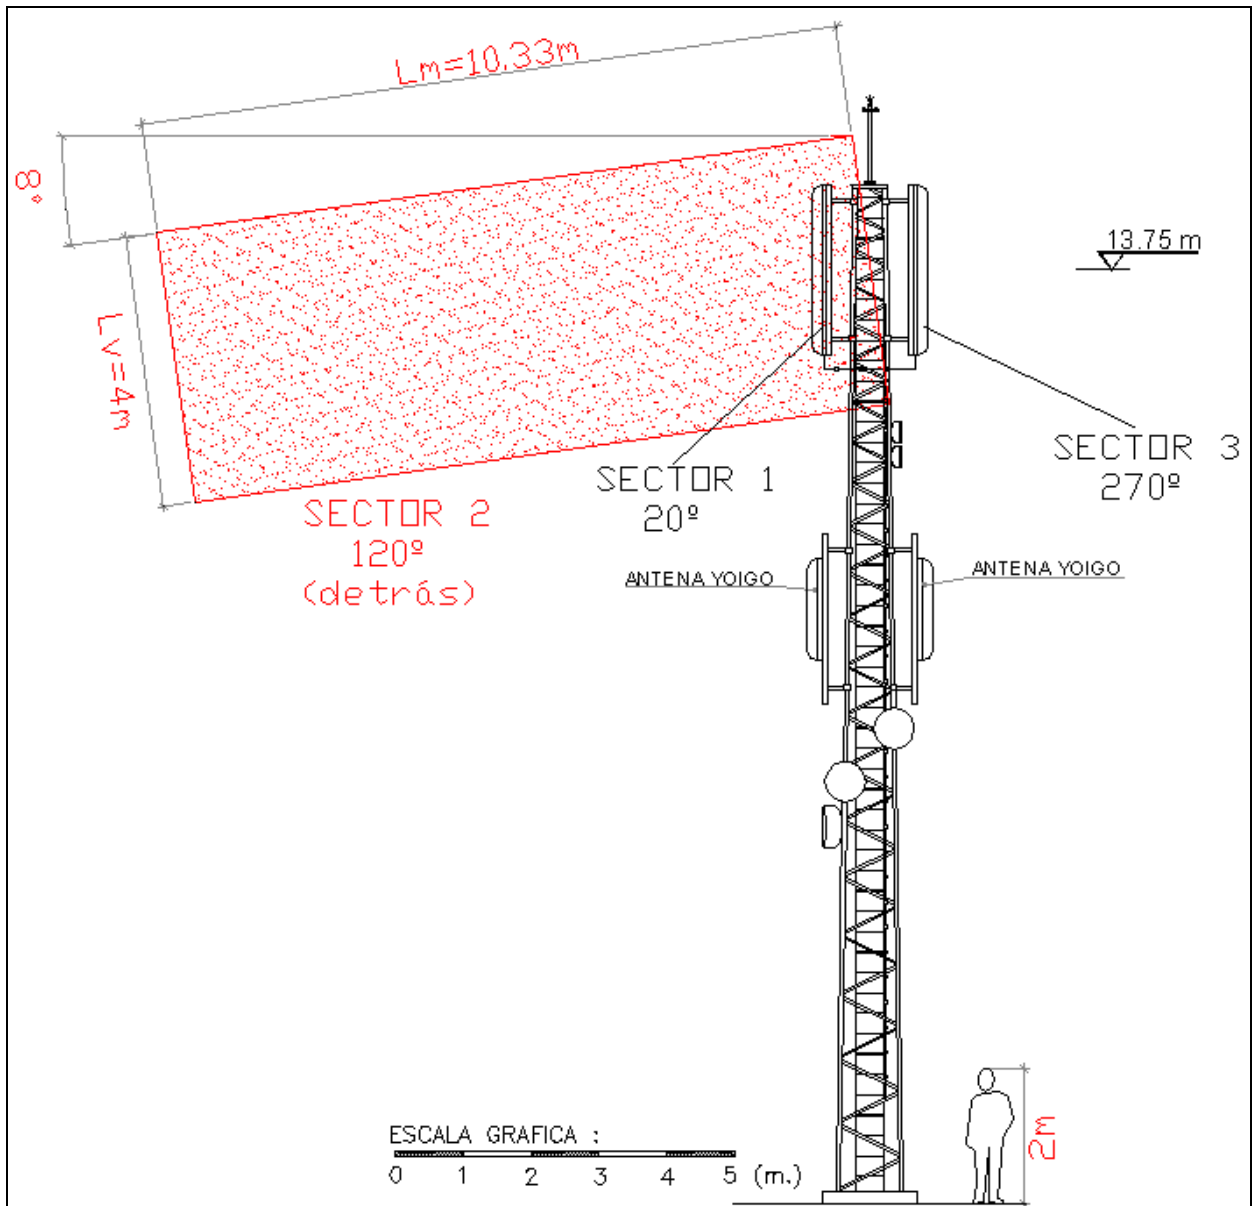 Lm=10.33m
8°
13.75 m
Lv=4m
SECTOR 1
20º
SECTOR 3
270º
SECTOR 2
120º
(detrás)
ANTENA YOIGO
ANTENA YOIGO
2m
ESCALA GRAFICA :
0 1 2 3 4 5 (m.)